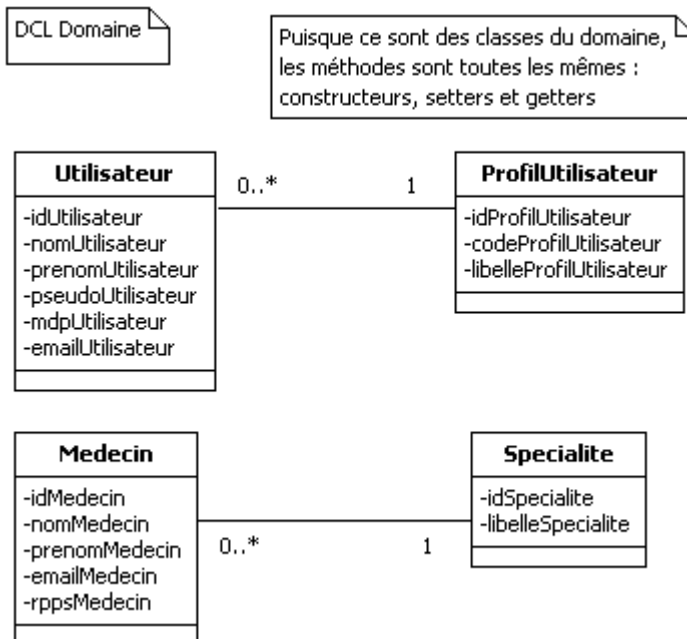 DCL Domaine
Puisque ce sont des classes du domaine,
les méthodes sont toutes les mêmes :
constructeurs, setters et getters
Utilisateur
-idUtilisateur
-nomUtilisateur
-prenomUtilisateur
-pseudoUtilisateur
-mdpUtilisateur
-emailUtilisateur
0..*
1
ProfilUtilisateur
-idProfilUtilisateur
-codeProfilUtilisateur
-libelleProfilUtilisateur
Medecin
-idMedecin
-nomMedecin
-prenomMedecin
-emailMedecin
-rppsMedecin
0..*
1
Specialite
-idSpecialite
-libelleSpecialite